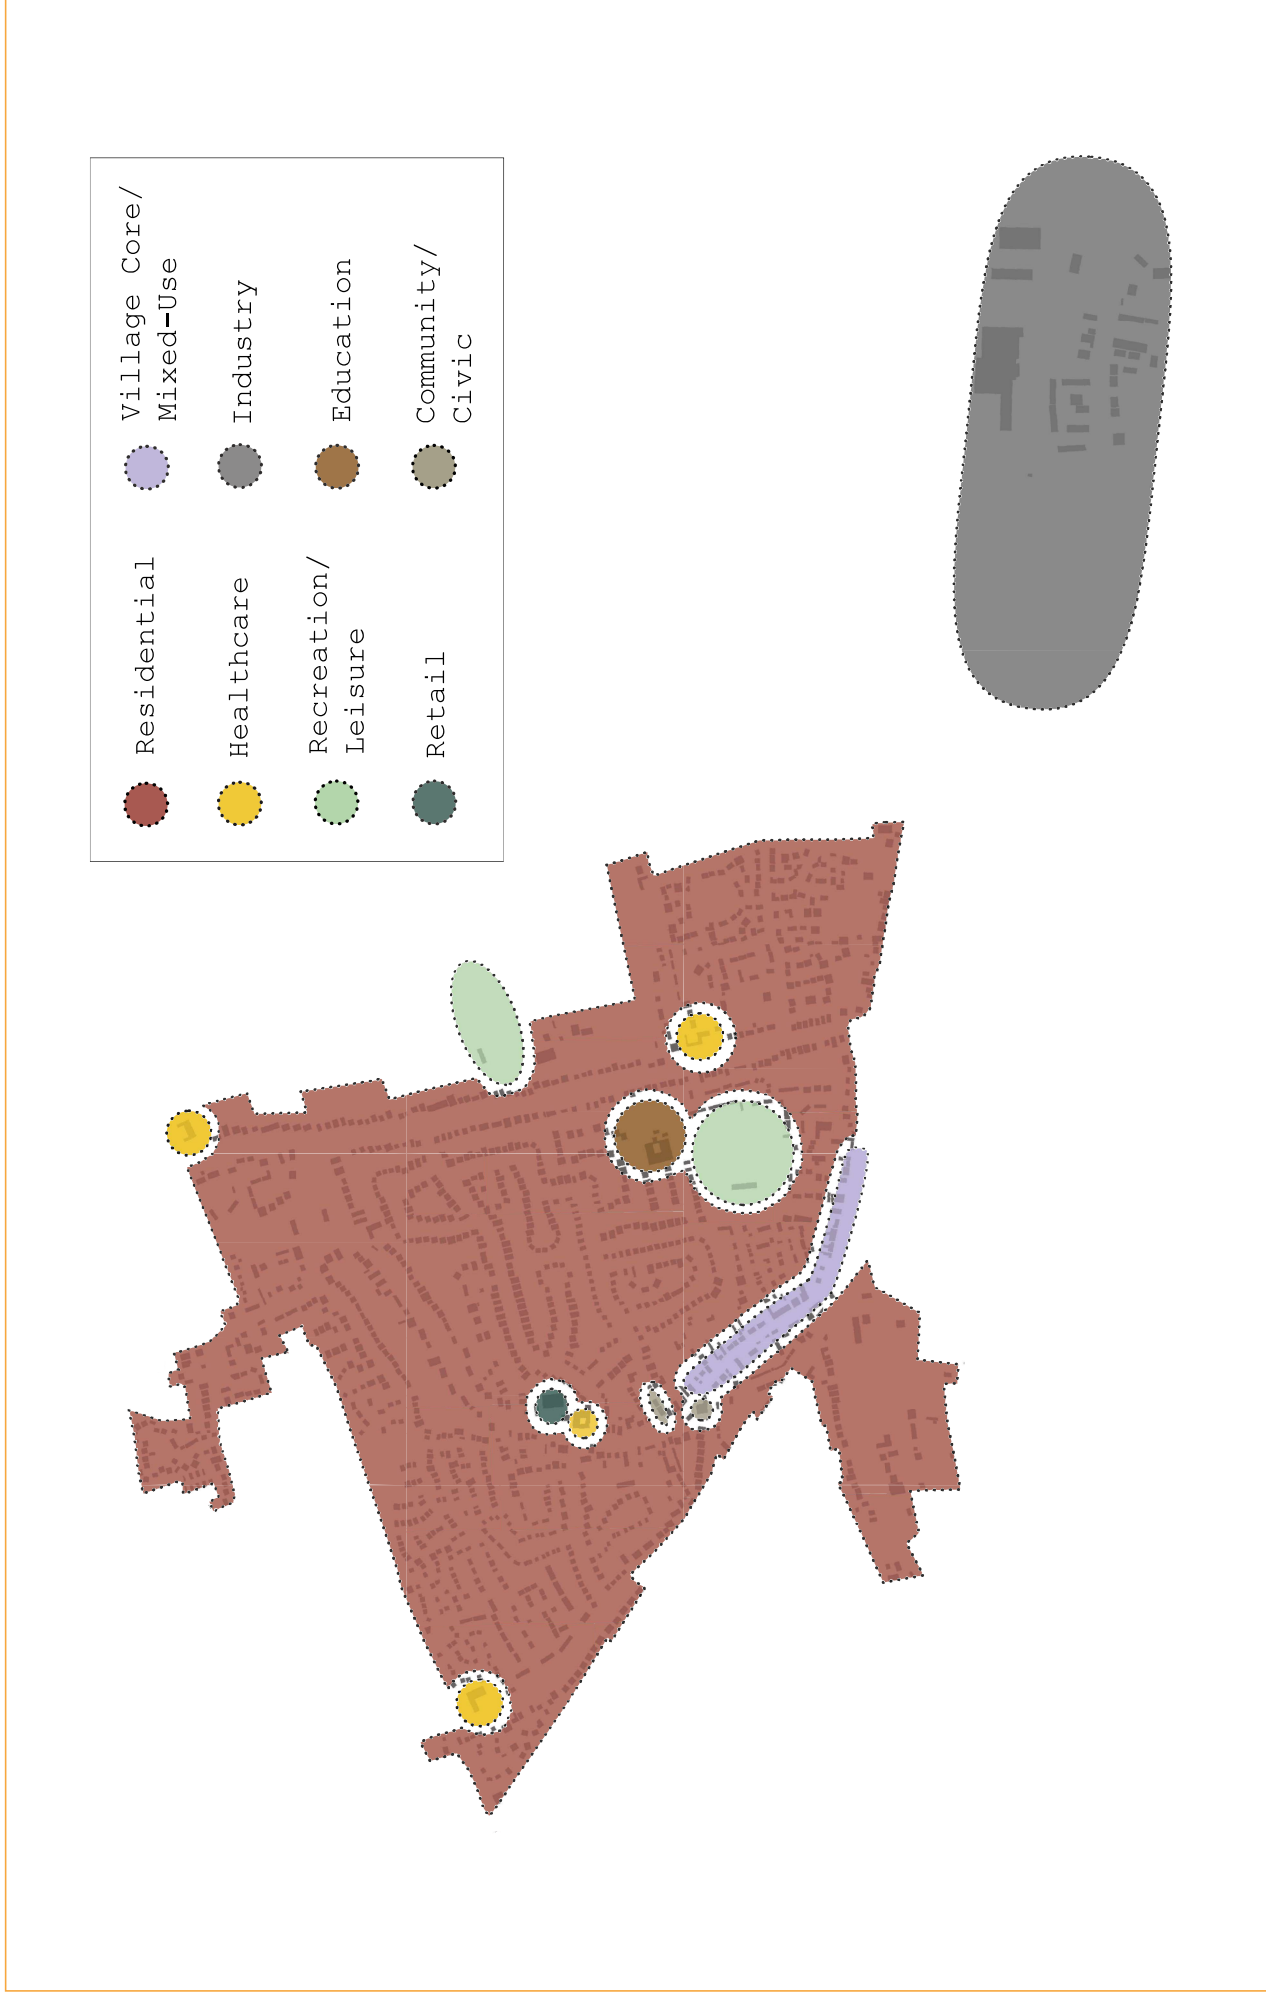 Residential
Village Core/
Mixed-Use
Healthcare
Industry
Recreation/
Leisure
Education
Retail
Community/
Civic